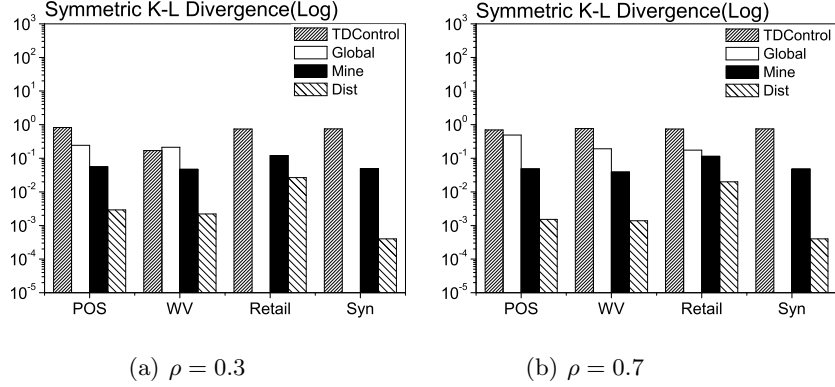 Symmetric K-L Divergence(Log)
10^3
10^2
10^1
10^0
10^-1
10^-2
10^-3
10^-4
10^-5
TDControl
Global
Mine
Dist
POS WV Retail Syn
(a) ρ = 0.3
Symmetric K-L Divergence(Log)
10^3
10^2
10^1
10^0
10^-1
10^-2
10^-3
10^-4
10^-5
TDControl
Global
Mine
Dist
POS WV Retail Syn
(b) ρ = 0.7